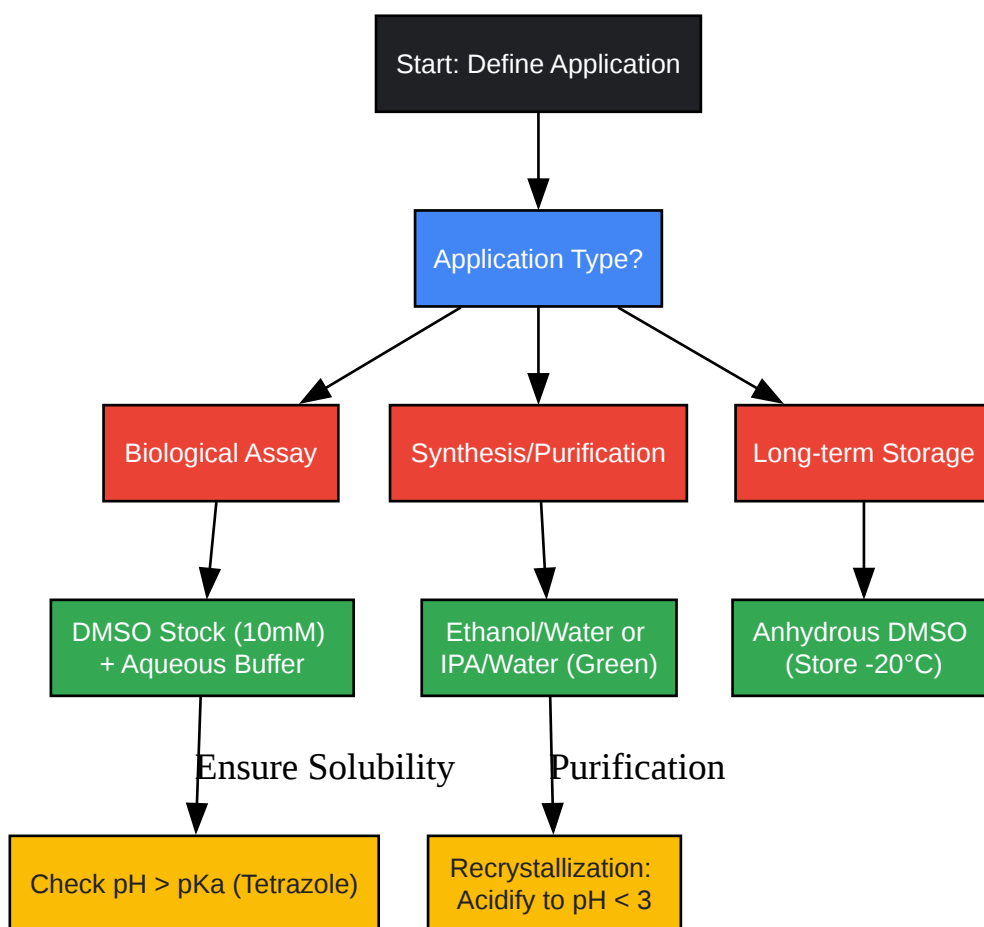 Start: Define Application
Application Type?
Biological Assay
Synthesis/Purification
Long-term Storage
DMSO Stock (10mM)
+ Aqueous Buffer
Ethanol/Water or
IPA/Water (Green)
Anhydrous DMSO
(Store -20°C)
Ensure Solubility
Purification
Check pH > pKa (Tetrazole)
Recrystallization:
Acidify to pH < 3